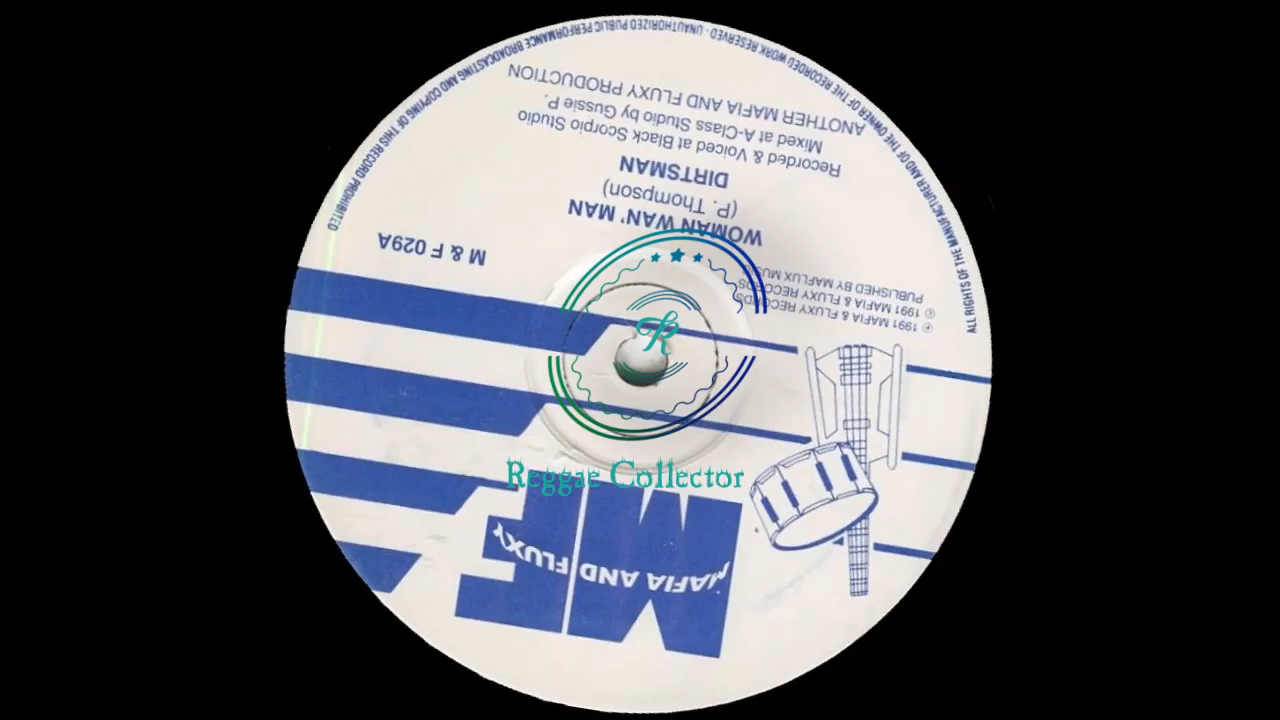 MAFIA AND FLUXY
MF
Reggae Collector
R
℗ 1991 MAFIA & FLUXY RECORDS
© 1991 MAFIA & FLUXY RECORDS
PUBLISHED BY MAFLUX MUSIC
M & F 029A
WOMAN WAN' MAN
(P. Thompson)
DIRTSMAN
Recorded & Voiced at Black Scorpio Studio
Mixed at A-Class Studio by Gussie P.
ANOTHER MAFIA AND FLUXY PRODUCTION
ALL RIGHTS OF THE MANUFACTURER AND OF THE OWNER OF THE RECORDED WORK RESERVED - UNAUTHORIZED PUBLIC PERFORMANCE BROADCASTING AND COPYING OF THIS RECORD PROHIBITED